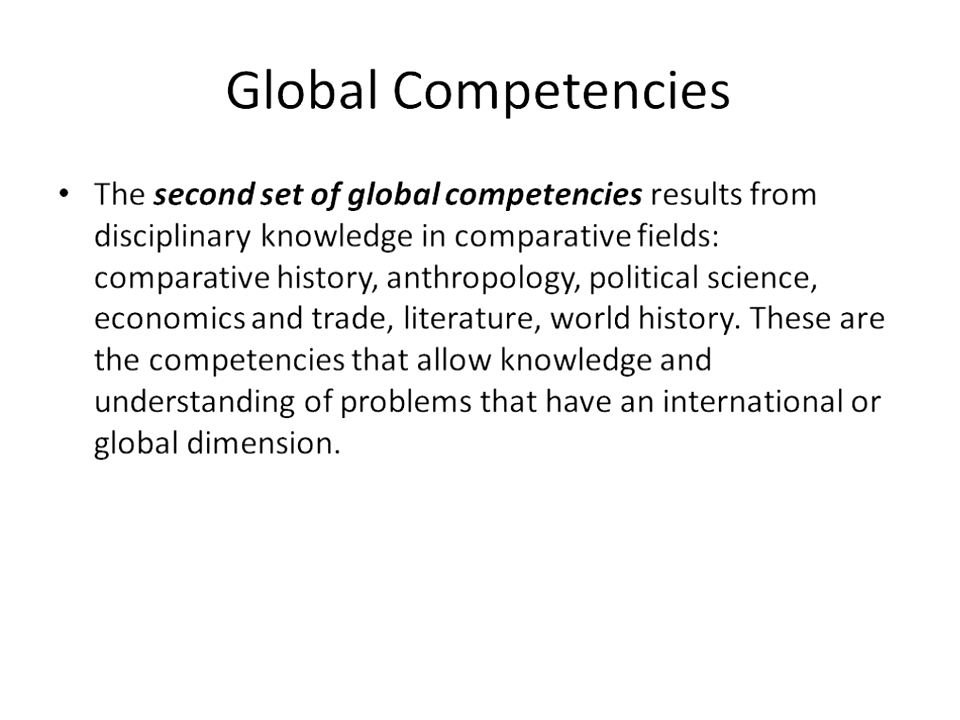 Global Competencies
• The second set of global competencies results from
disciplinary knowledge in comparative fields:
comparative history, anthropology, political science,
economics and trade, literature, world history. These are
the competencies that allow knowledge and
understanding of problems that have an international or
global dimension.